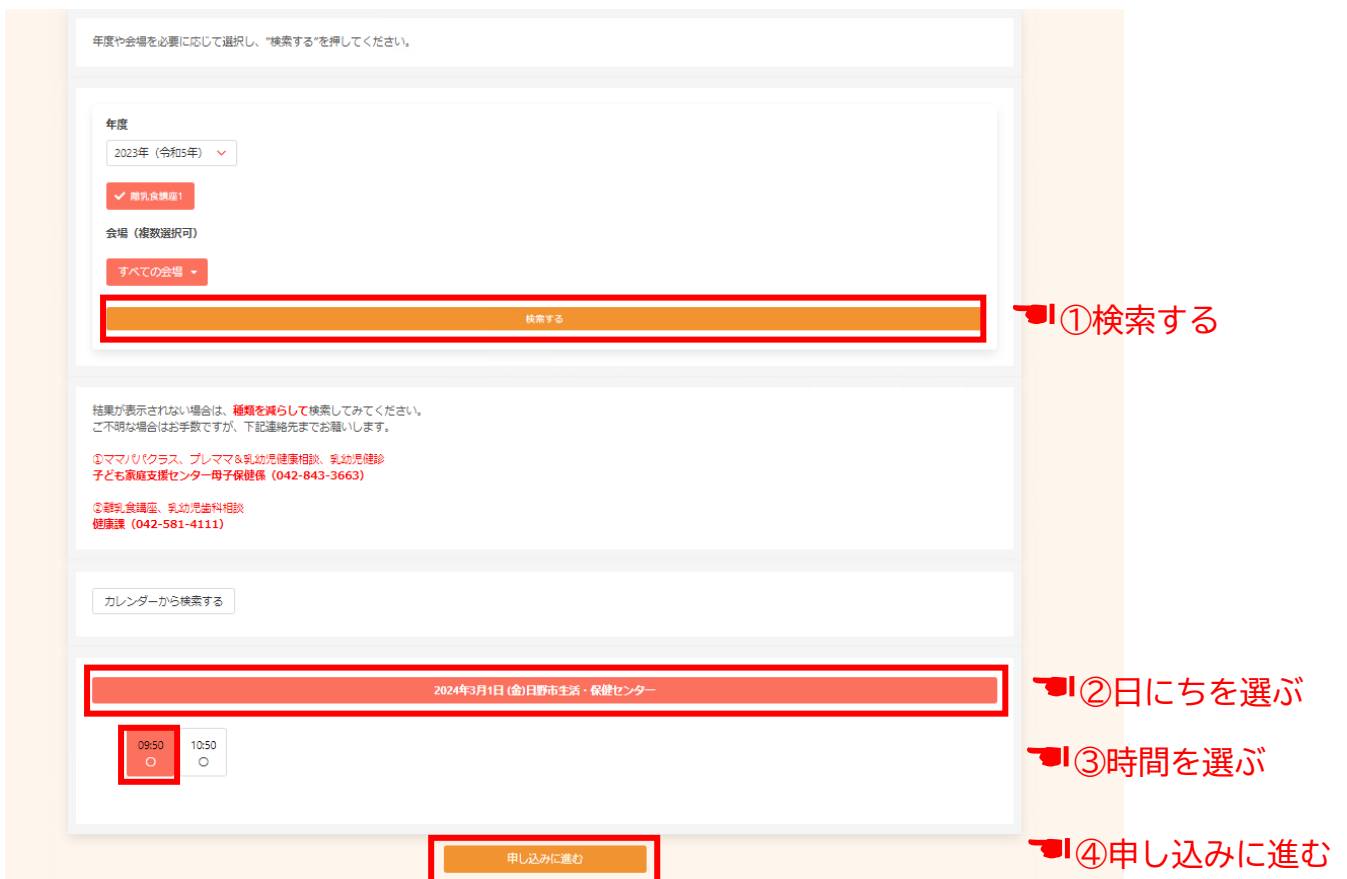 年度や会場を必要に応じて選択し、"検索する"を押してください。
年度
2023年（令和5年）
離乳食講座1
会場（複数選択可）
すべての会場
検索する
①検索する
結果が表示されない場合は、種類を減らして検索してみてください。
ご不明な場合はお手数ですが、下記連絡先までお願いします。
①ママパパクラス、プレママ&乳幼児健康相談、乳幼児健診
子ども家庭支援センター母子保健係（042-843-3663）
②離乳食講座、乳幼児歯科相談
健康課（042-581-4111）
カレンダーから検索する
2024年3月1日 (金)日野市生活・保健センター
②日にちを選ぶ
09:50 10:50
○ ○
③時間を選ぶ
申し込みに進む
④申し込みに進む